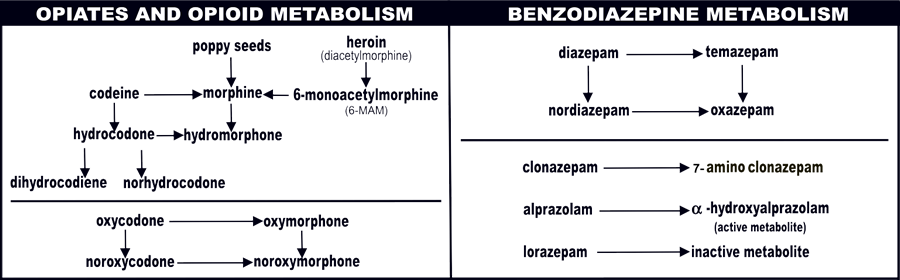 OPIATES AND OPIOID METABOLISM
poppy seeds
heroin
(diacetylmorphine)
codeine
morphine
6-monoacetylmorphine
(6-MAM)
hydrocodone
hydromorphone
dihydrocodiene
norhydrocodone
oxycodone
oxymorphone
noroxycodone
noroxymorphone
BENZODIAZEPINE METABOLISM
diazepam
temazepam
nordiazepam
oxazepam
clonazepam
7- amino clonazepam
alprazolam
α -hydroxyalprazolam
(active metabolite)
lorazepam
inactive metabolite